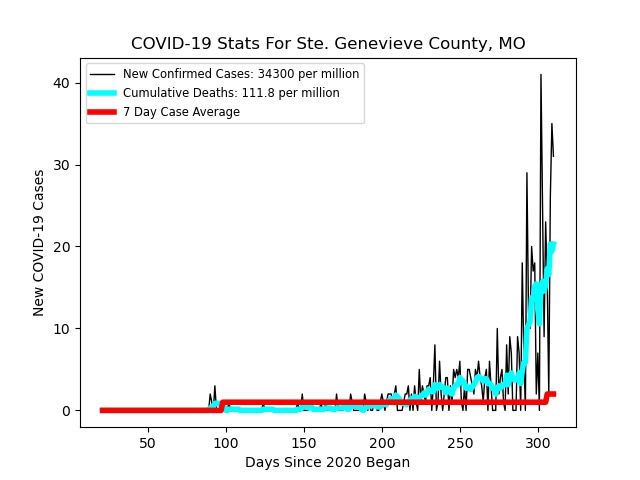 COVID-19 Stats For Ste. Genevieve County, MO
New Confirmed Cases: 34300 per million
Cumulative Deaths: 111.8 per million
7 Day Case Average
New COVID-19 Cases
40
30
20
10
0
50 100 150 200 250 300
Days Since 2020 Began